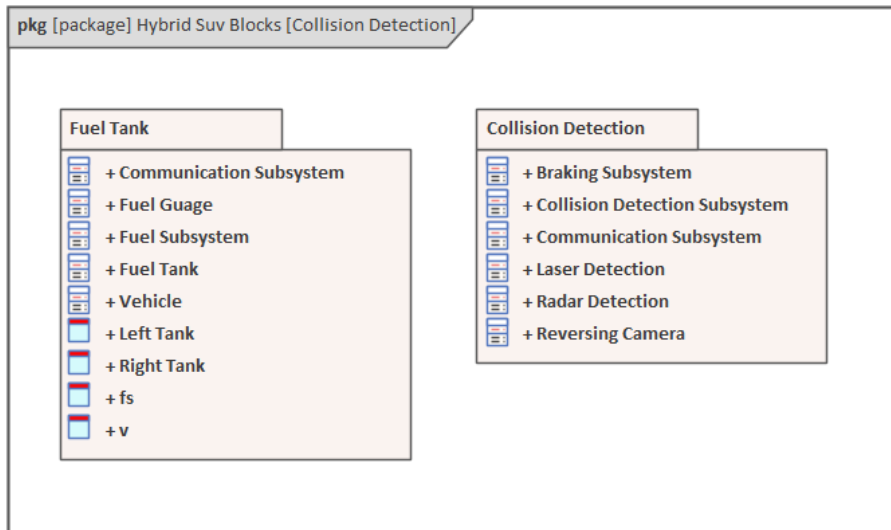 pkg [package] Hybrid Suv Blocks [Collision Detection]
Fuel Tank
+ Communication Subsystem
+ Fuel Guage
+ Fuel Subsystem
+ Fuel Tank
+ Vehicle
+ Left Tank
+ Right Tank
+ fs
+ v
Collision Detection
+ Braking Subsystem
+ Collision Detection Subsystem
+ Communication Subsystem
+ Laser Detection
+ Radar Detection
+ Reversing Camera